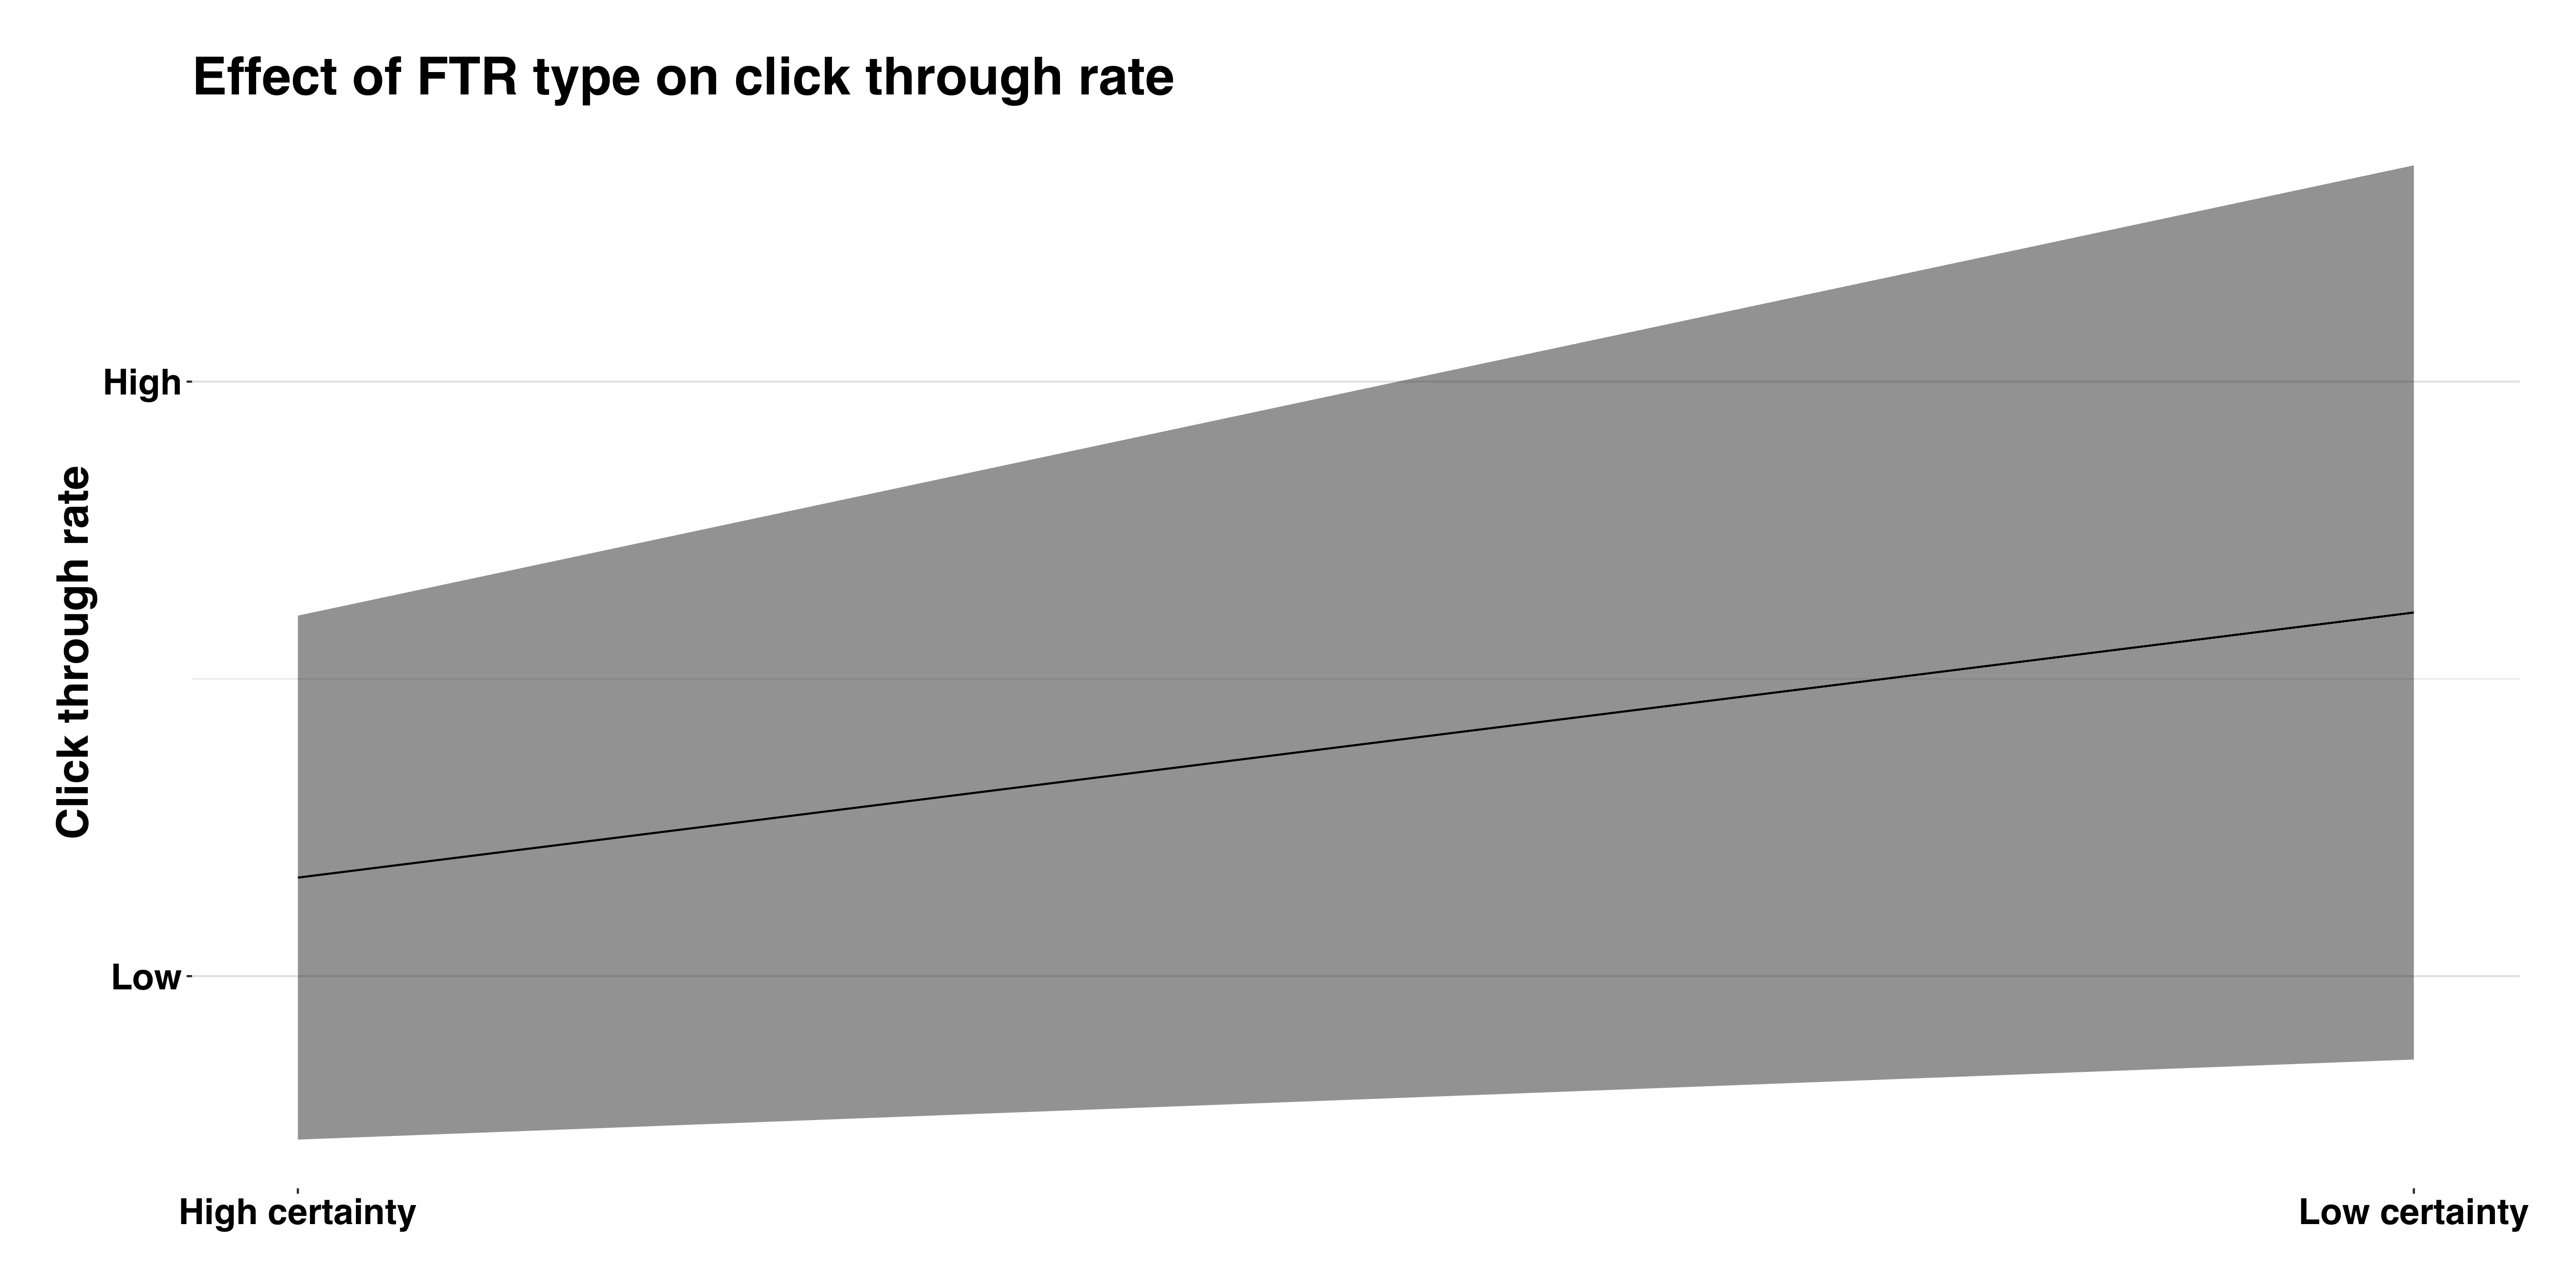 Effect of FTR type on click through rate
Click through rate
High
Low
High certainty
Low certainty